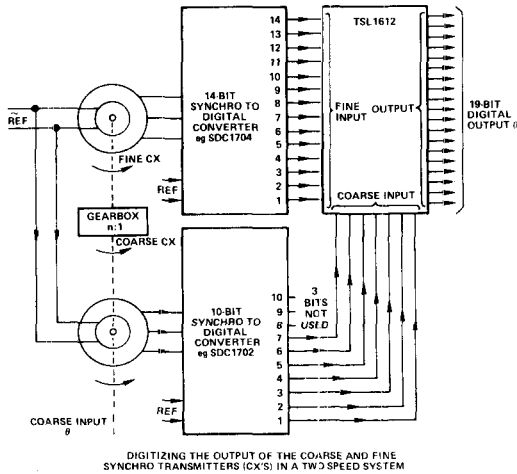 14
13
12
11
10
9
8
7
6
5
4
3
2
1
TSL1612
14-BIT
SYNCHRO TO
DIGITAL
CONVERTER
eg SDC1704
FINE
INPUT
OUTPUT
19-BIT
DIGITAL
OUTPUT
REF
FINE CX
REF
COARSE INPUT
GEARBOX
n:1
COARSE CX
10-BIT
SYNCHRO TO
DIGITAL
CONVERTER
eg SDC1702
10
9
8
7
6
5
4
3
2
1
3
BITS
NOT
USED
REF
COARSE INPUT
θ
DIGITIZING THE OUTPUT OF THE COARSE AND FINE
SYNCHRO TRANSMITTERS (CX'S) IN A TWO SPEED SYSTEM